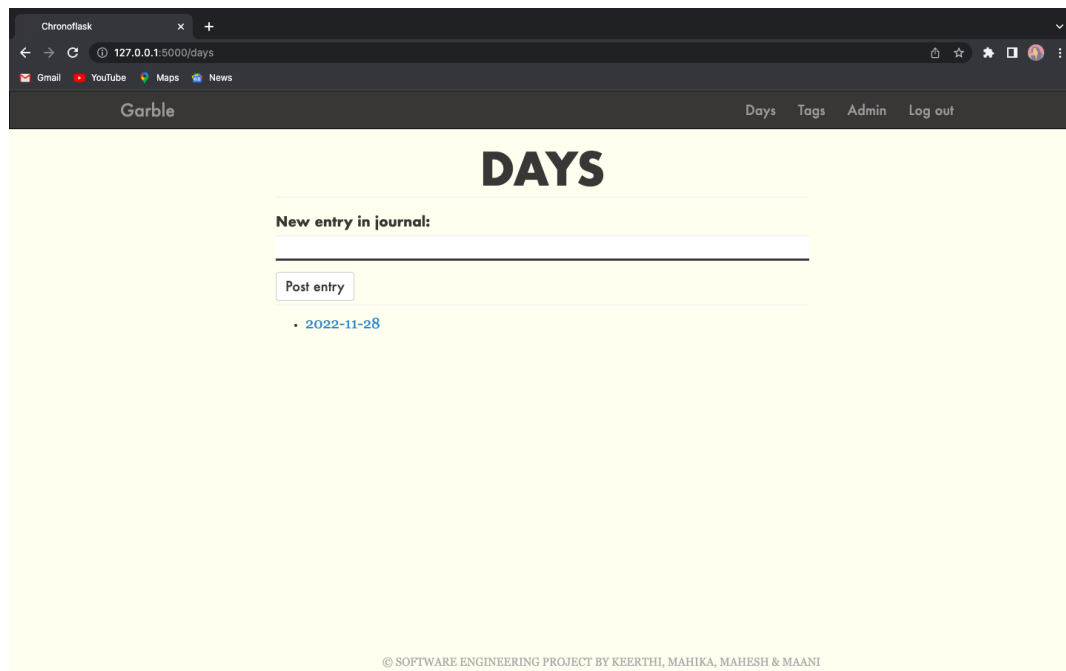 Chronoflask
127.0.0.1:5000/days
Gmail YouTube Maps News
Garble Days Tags Admin Log out
DAYS
New entry in journal:
Post entry
2022-11-28
© SOFTWARE ENGINEERING PROJECT BY KEERTHI, MAHIKA, MAHESH & MAANI